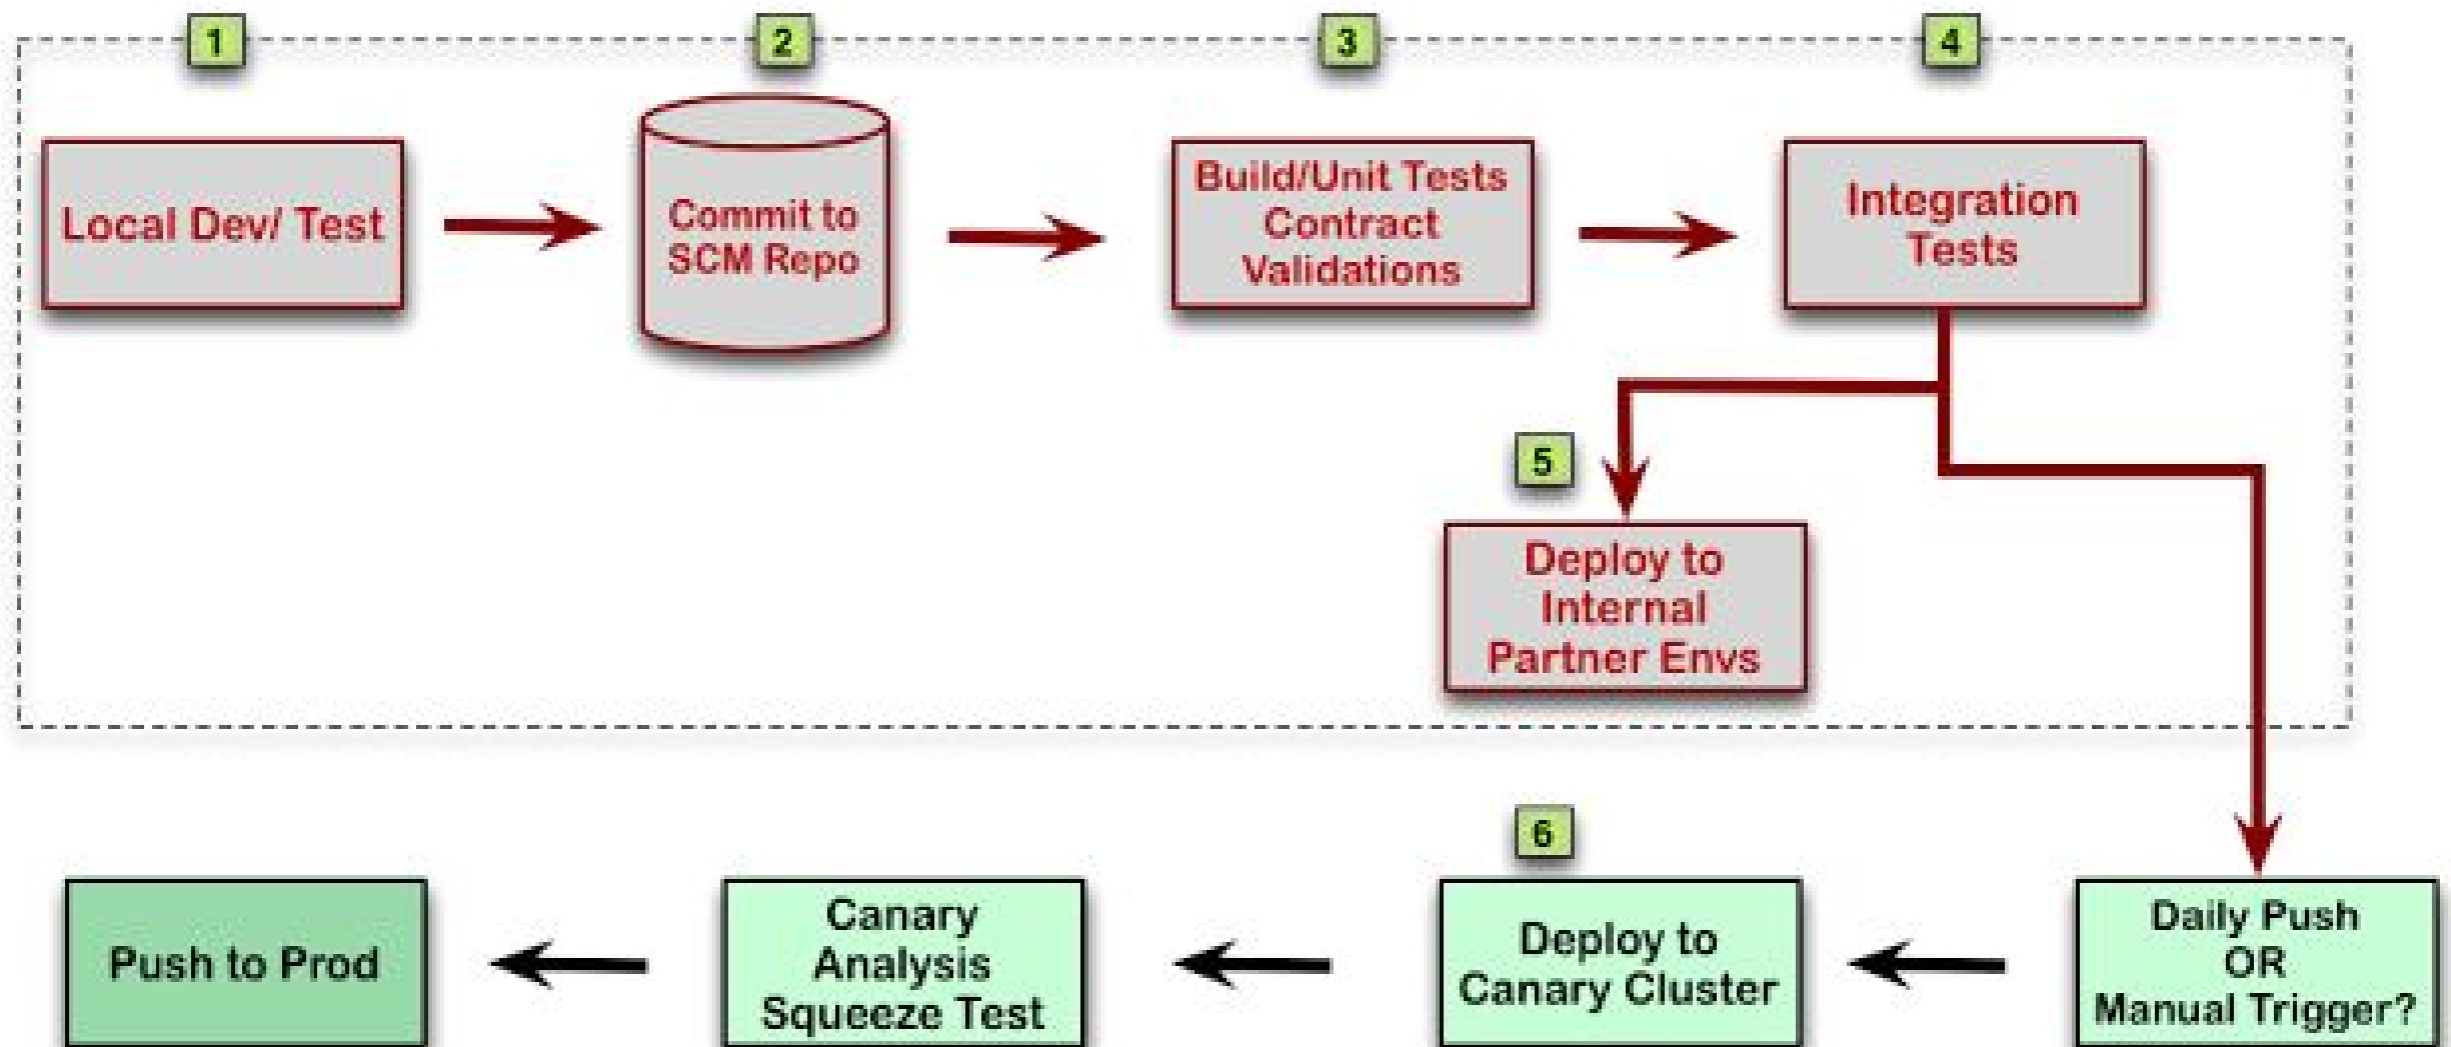 1
2
3
4
Local Dev/ Test
Commit to
SCM Repo
Build/Unit Tests
Contract
Validations
Integration
Tests
5
Deploy to
Internal
Partner Envs
6
Push to Prod
Canary
Analysis
Squeeze Test
Deploy to
Canary Cluster
Daily Push
OR
Manual Trigger?